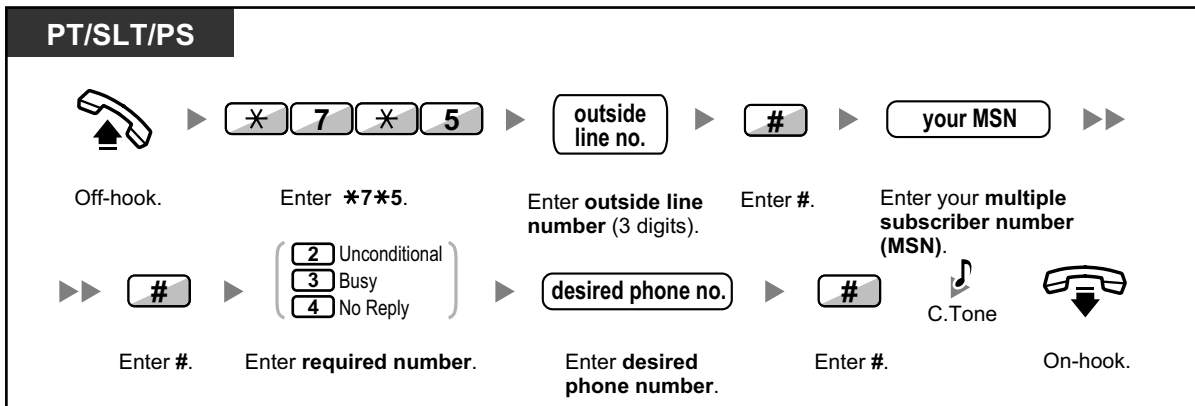 PT/SLT/PS
✳ 7 ✳ 5
outside
line no.
#
your MSN
Off-hook.
Enter ✳7✳5.
Enter outside line
number (3 digits).
Enter #.
Enter your multiple
subscriber number
(MSN).
#
2 Unconditional
3 Busy
4 No Reply
desired phone no.
#
C.Tone
Enter #.
Enter required number.
Enter desired
phone number.
Enter #.
On-hook.